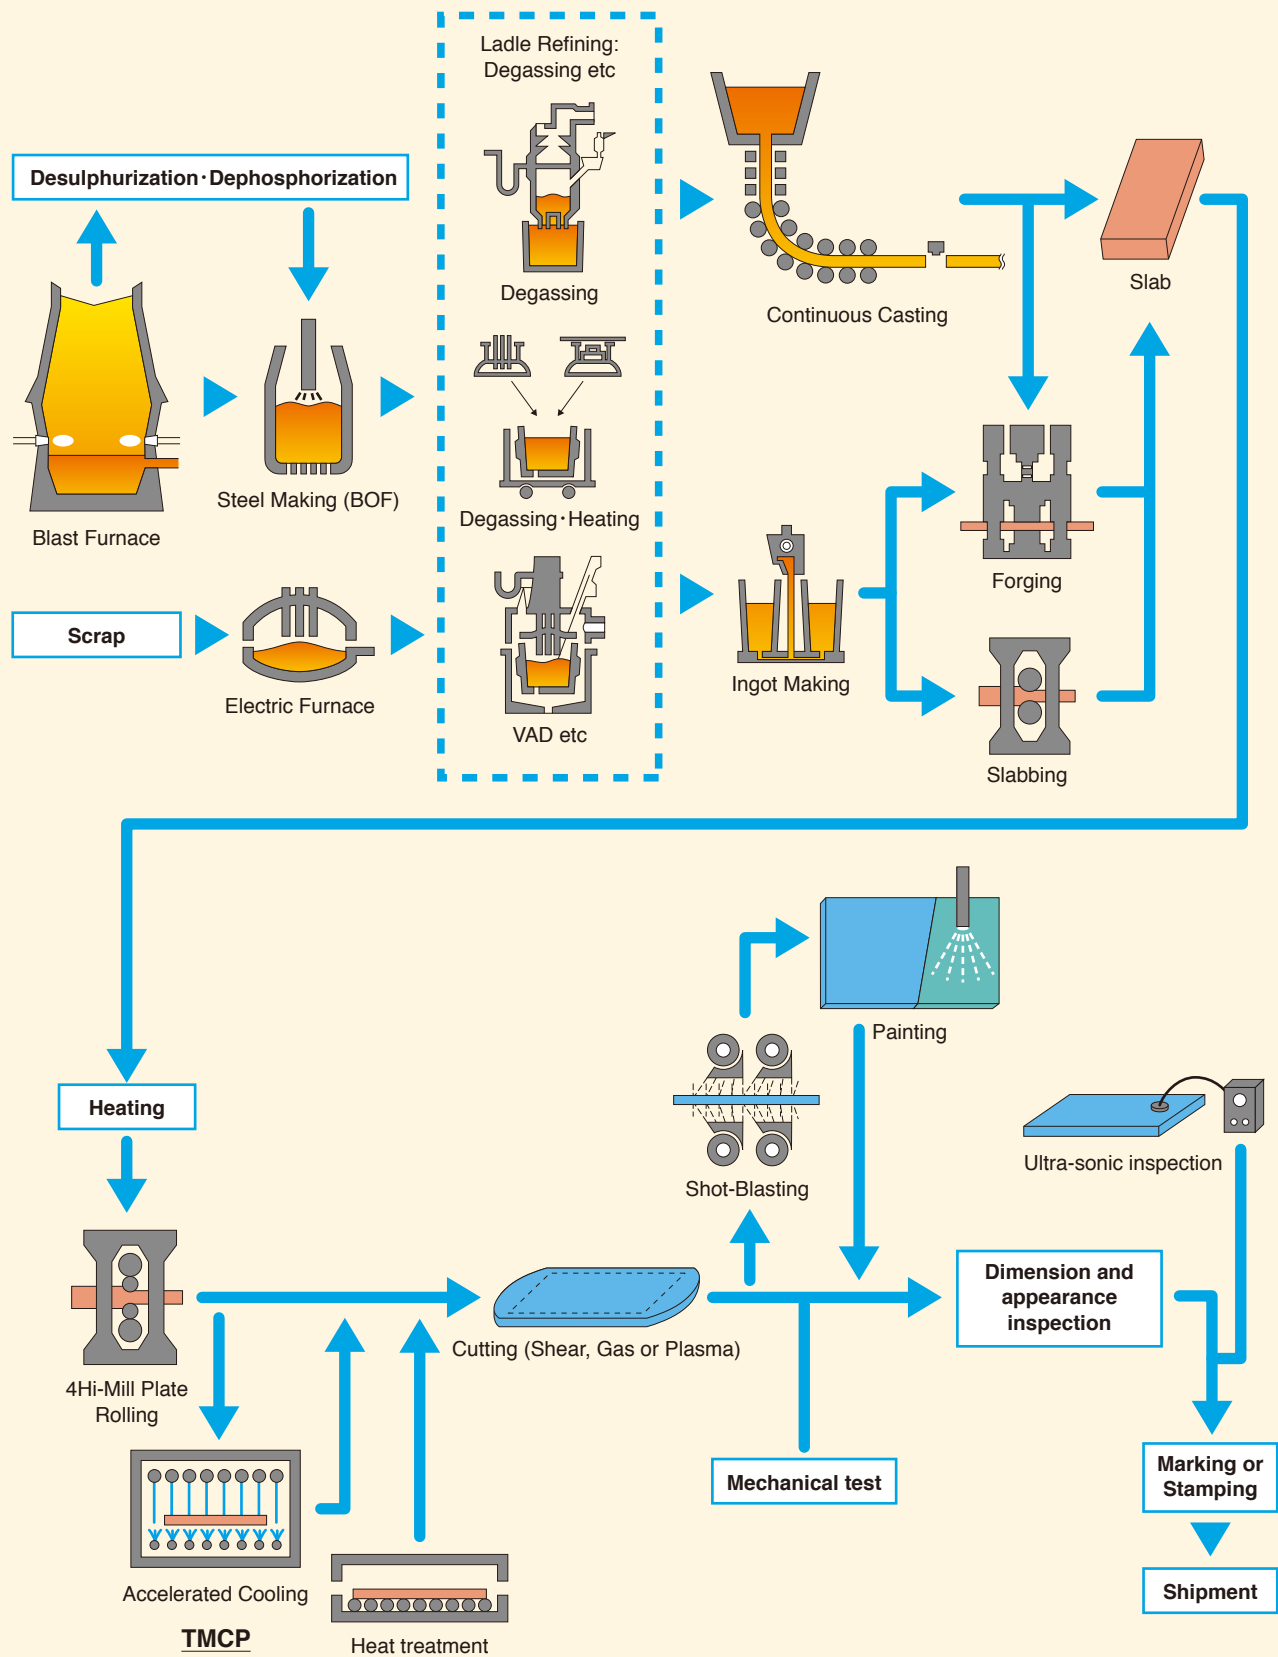 Ladle Refining:
Degassing etc
Desulphurization・Dephosphorization
Degassing
Continuous Casting
Slab
Blast Furnace
Steel Making (BOF)
Degassing・Heating
Forging
Scrap
Electric Furnace
VAD etc
Ingot Making
Slabbing
Painting
Heating
Shot-Blasting
Ultra-sonic inspection
4Hi-Mill Plate
Rolling
Cutting (Shear, Gas or Plasma)
Dimension and
appearance
inspection
Mechanical test
Marking or
Stamping
Accelerated Cooling
TMCP
Heat treatment
Shipment